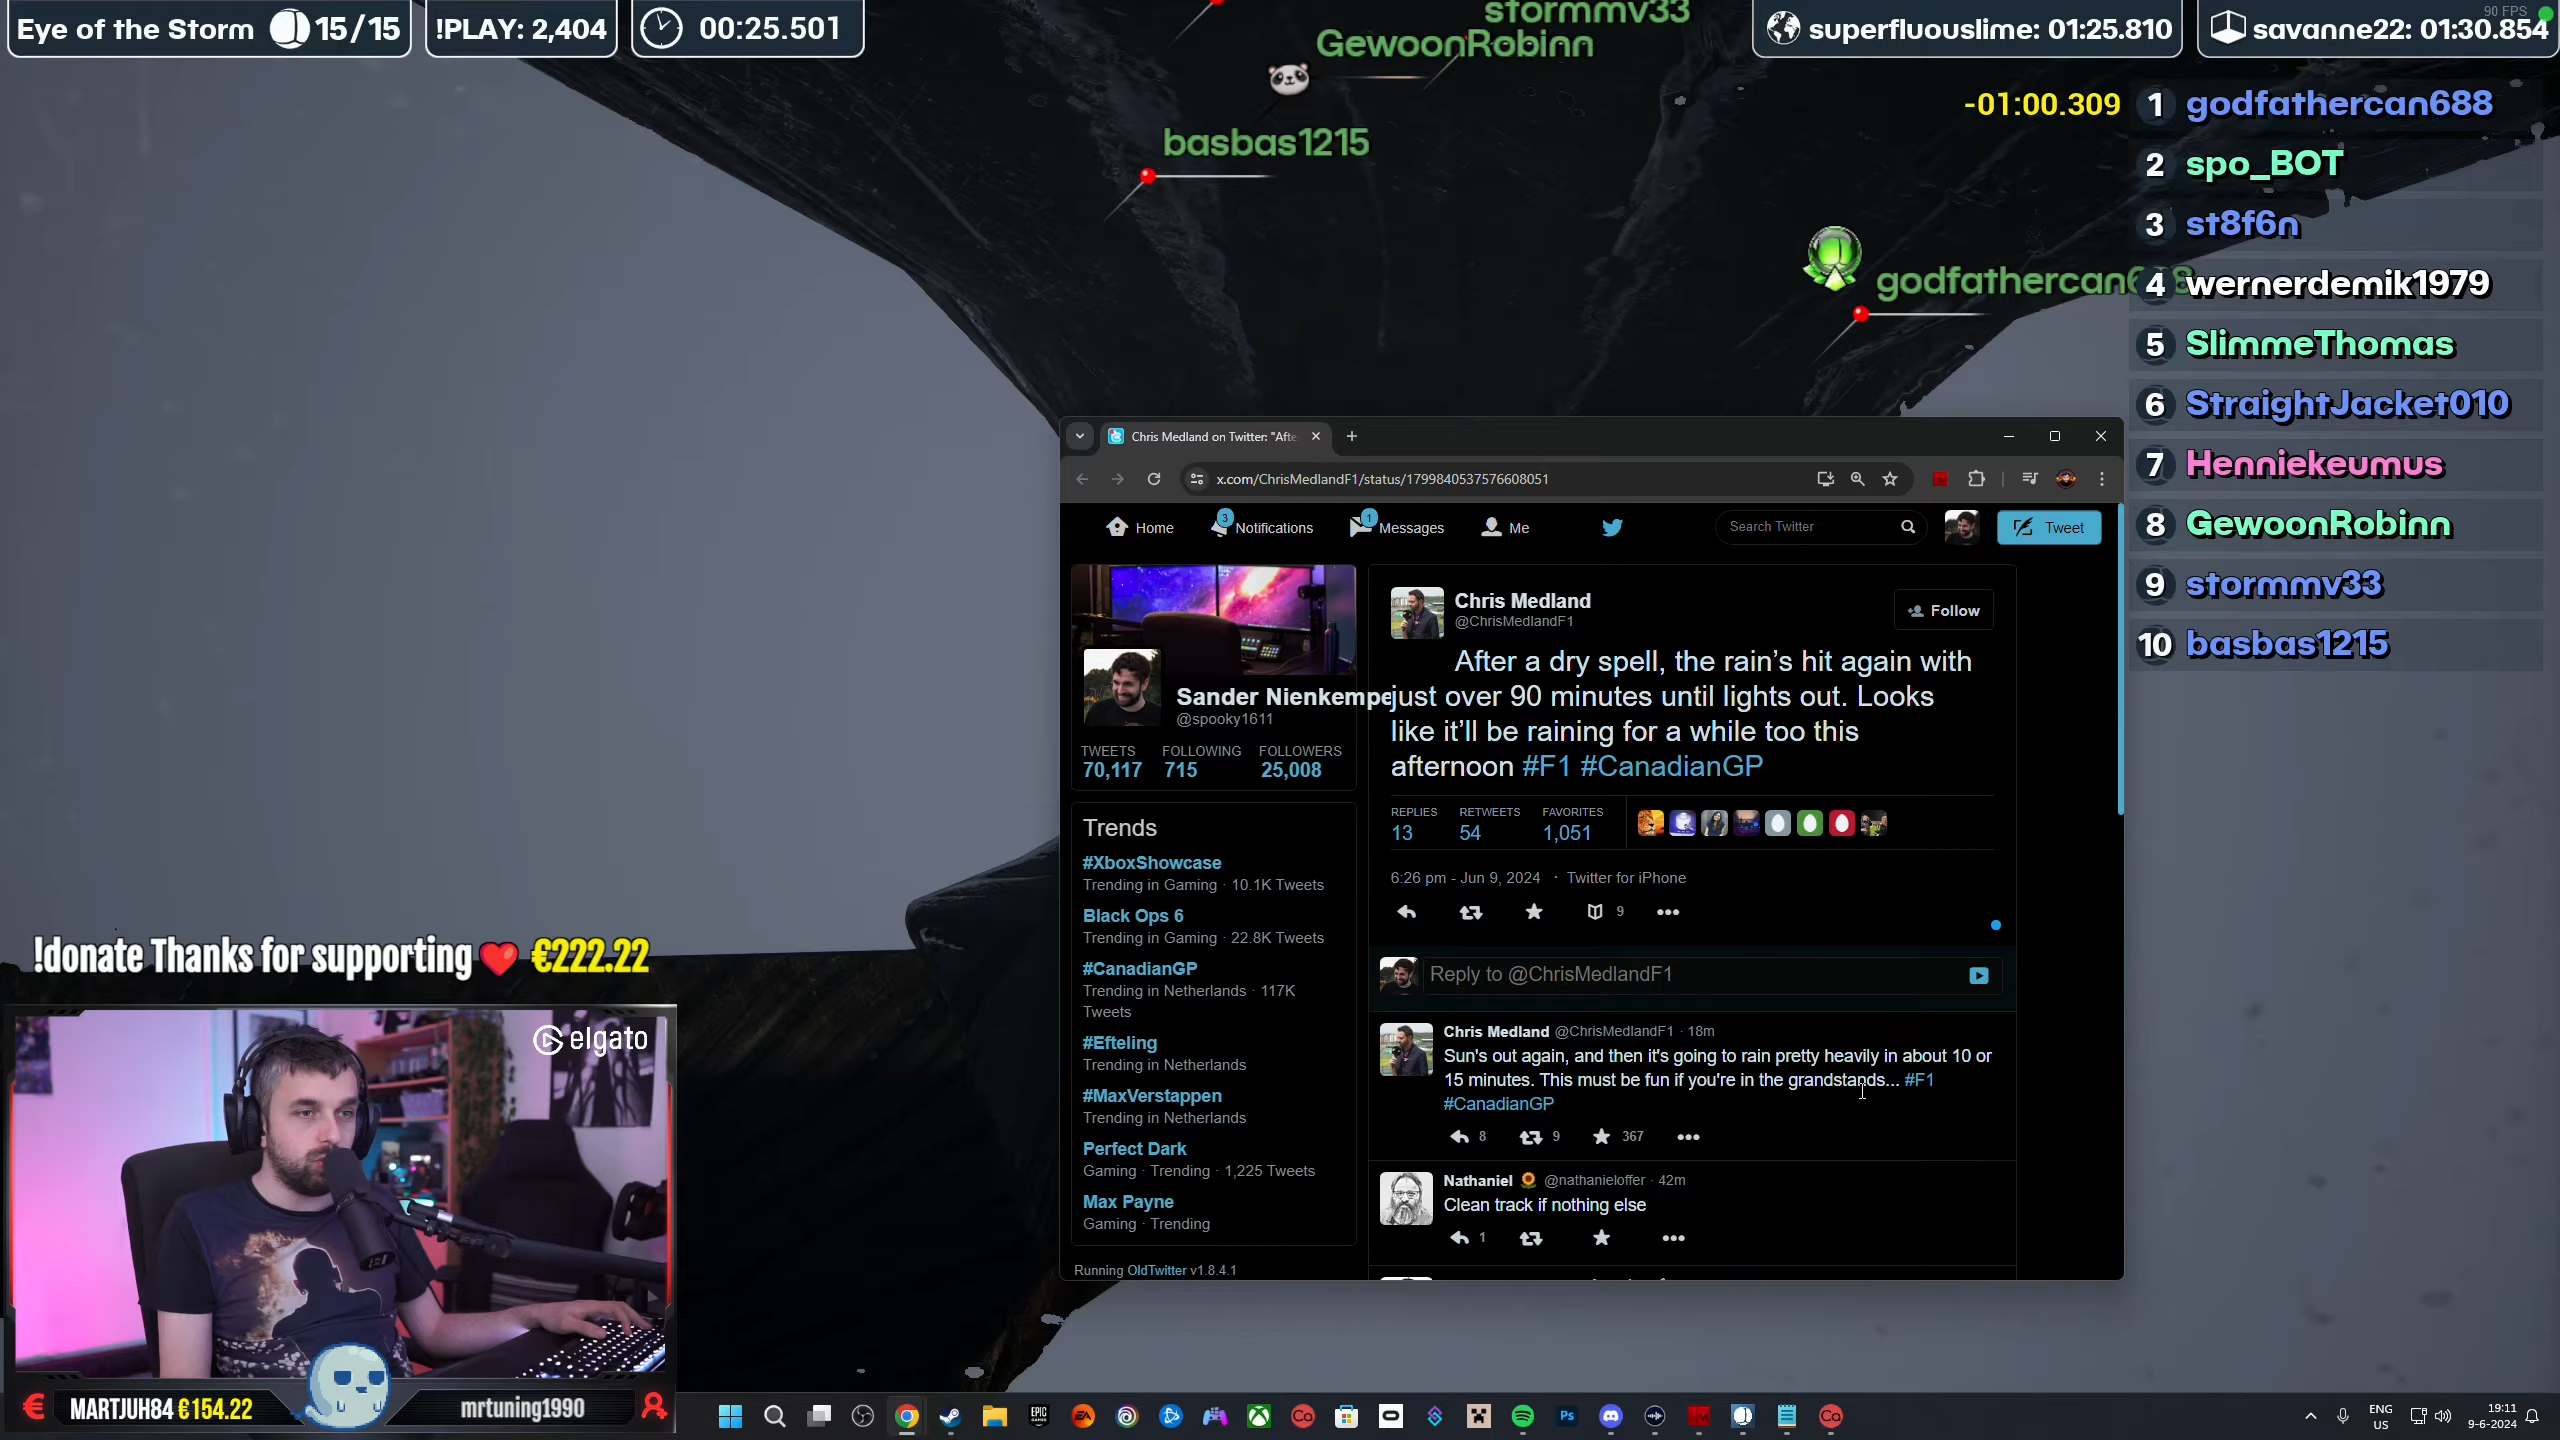 Eye of the Storm 15/15
!PLAY: 2,404
00:25.501
stormmv33
GewoonRobinn
basbas1215
superfluouslime: 01:25.810
90 FPS
savanne22: 01:30.854
-01:00.309
1 godfathercan688
2 spo_BOT
3 st8f6n
4 wernerdemik1979
5 SlimmeThomas
6 StraightJacket010
7 Henniekeumus
8 GewoonRobinn
9 stormmv33
10 basbas1215
Chris Medland on Twitter: "Afte
x.com/ChrisMedlandF1/status/1799840537576608051
Home
3 Notifications
1 Messages
Me
Search Twitter
Tweet
Sander Nienkempe
@spooky1611
TWEETS FOLLOWING FOLLOWERS
70,117 715 25,008
Trends
#XboxShowcase
Trending in Gaming · 10.1K Tweets
Black Ops 6
Trending in Gaming · 22.8K Tweets
#CanadianGP
Trending in Netherlands · 117K
Tweets
#Efteling
Trending in Netherlands
#MaxVerstappen
Trending in Netherlands
Perfect Dark
Gaming · Trending · 1,225 Tweets
Max Payne
Gaming · Trending
Running OldTwitter v1.8.4.1
Chris Medland
@ChrisMedlandF1
Follow
After a dry spell, the rain’s hit again with
just over 90 minutes until lights out. Looks
like it’ll be raining for a while too this
afternoon #F1 #CanadianGP
REPLIES RETWEETS FAVORITES
13 54 1,051
6:26 pm - Jun 9, 2024 · Twitter for iPhone
9
Reply to @ChrisMedlandF1
Chris Medland @ChrisMedlandF1 · 18m
Sun's out again, and then it's going to rain pretty heavily in about 10 or
15 minutes. This must be fun if you're in the grandstands... #F1
#CanadianGP
8 9 367
Nathaniel @nathanieloffer · 42m
Clean track if nothing else
1
!donate Thanks for supporting €222.22
elgato
€ MARTJUH84 €154.22
mrtuning1990
EPIC GAMES
EA
Ps
ENG
US
19:11
9-6-2024